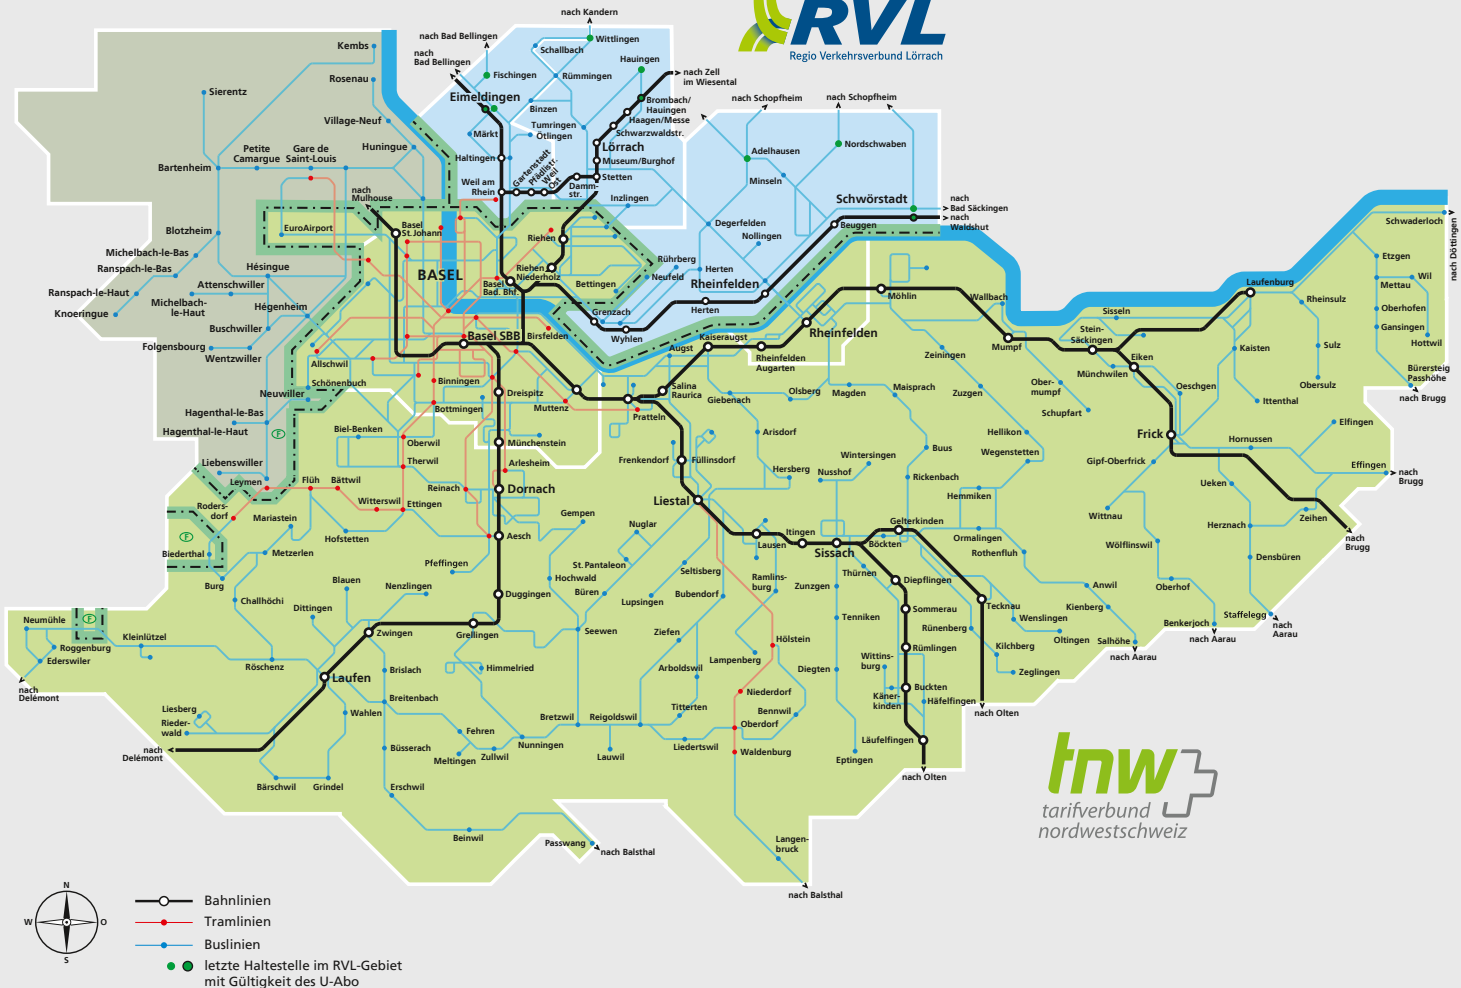 RVL
Regio Verkehrsverbund Lörrach
nach Kandern
nach Bad Bellingen
nach
Bad Bellingen
Kembs
Rosenau
Sierentz
Village-Neuf
Huningue
Petite
Camargue
Gare de
Saint-Louis
Bartenheim
nach
Mulhouse
EuroAirport
Blotzheim
Michelbach-le-Bas
Ranspach-le-Bas
Ranspach-le-Haut
Knoeringue
Michelbach-
le-Haut
Hésingue
Attenschwiller
Hégenheim
Buschwiller
Folgensbourg
Wentzwiller
Allschwil
Schönenbuch
Neuwiller
Hagenthal-le-Bas
Hagenthal-le-Haut
Liebenswiller
Leymen
Wittlingen
Schallbach
Hauingen
Fischingen
Rümmingen
Eimeldingen
Binzen
Märkt
Tumringen
Ötlingen
Haltingen
nach Zell
im Wiesental
Brombach/
Hauingen
Haagen/Messe
Schwarzwaldstr.
Lörrach
Museum/Burghof
Stetten
Damm-
str.
Gartenstadt
Pfädlistr.
Weil
Ost
Weil am
Rhein
Inzlingen
nach Schopfheim
nach Schopfheim
Adelhausen
Nordschwaben
Minseln
Degerfelden
Nollingen
Schwörstadt
nach
Bad Säckingen
nach
Waldshut
Beuggen
Rührberg
Neufeld
Herten
Rheinfelden
Herten
Grenzach
Wyhlen
Basel
St. Johann
BASEL
Riehen
Riehen
Niederholz
Bettingen
Basel
Bad. Bhf.
Basel SBB
Birsfelden
Binningen
Bottmingen
Dreispitz
Muttenz
Pratteln
Salina
Raurica
Augst
Kaiseraugst
Rheinfelden
Augarten
Rheinfelden
Möhlin
Wallbach
Mumpf
Stein-
Säckingen
Sisseln
Eiken
Münchwilen
Laufenburg
Rheinsulz
Kaisten
Sulz
Obersulz
Ittenthal
Oeschgen
Schwaderloch
nach Döttingen
Etzgen
Wil
Mettau
Oberhofen
Gansingen
Hottwil
Bürersteig
Passhöhe
nach Brugg
Elfingen
Hornussen
Effingen
nach
Brugg
Frick
Gipf-Oberfrick
Ueken
Wittnau
Herznach
Zeihen
nach
Brugg
Wölflinswil
Densbüren
Oberhof
Staffelegg
nach
Aarau
Benkerjoch
nach Aarau
Salhöhe
nach Aarau
Zeiningen
Zuzgen
Ober-
mumpf
Schupfart
Hellikon
Wegenstetten
Maisprach
Magden
Olsberg
Giebenach
Arisdorf
Buus
Wintersingen
Nusshof
Hersberg
Rickenbach
Hemmiken
Gelterkinden
Ormalingen
Rothenfluh
Anwil
Kienberg
Böckten
Sissach
Itingen
Lausen
Liestal
Frenkendorf
Füllinsdorf
Biel-Benken
Oberwil
Therwil
Münchenstein
Arlesheim
Reinach
Dornach
Flüh
Bättwil
Witterswil
Ettingen
Roders-
dorf
Mariastein
Hofstetten
Biederthal
Metzerlen
Burg
Challhöchi
Aesch
Pfeffingen
Gempen
Nuglar
St. Pantaleon
Hochwald
Büren
Seltisberg
Lupsingen
Bubendorf
Ramlins-
burg
Zunzgen
Thürnen
Diepflingen
Tenniken
Sommerau
Tecknau
Wenslingen
Oltingen
Rünenberg
Kilchberg
Zeglingen
Rümlingen
Wittins-
burg
Buckten
Käner-
kinden
Häfelfingen
nach Olten
Läufelfingen
nach Olten
Diegten
Eptingen
Hölstein
Lampenberg
Niederdorf
Bennwil
Oberdorf
Waldenburg
Liedertswil
Titterten
Arboldswil
Ziefen
Reigoldswil
Lauwil
Bretzwil
Seewen
Duggingen
Grellingen
Nenzlingen
Blauen
Dittingen
Zwingen
Himmelried
Brislach
Laufen
Breitenbach
Wahlen
Röschenz
Kleinlützel
Neumühle
Roggenburg
Ederswiler
nach
Delémont
Liesberg
Rieder-
wald
nach
Delémont
Bärschwil
Grindel
Büsserach
Fehren
Meltingen
Zullwil
Nunningen
Erschwil
Beinwil
Passwang
nach Balsthal
Langen-
bruck
nach Balsthal
F
F
F
tnw
tarifverbund
nordwestschweiz
N
W
O
S
Bahnlinien
Tramlinien
Buslinien
letzte Haltestelle im RVL-Gebiet
mit Gültigkeit des U-Abo